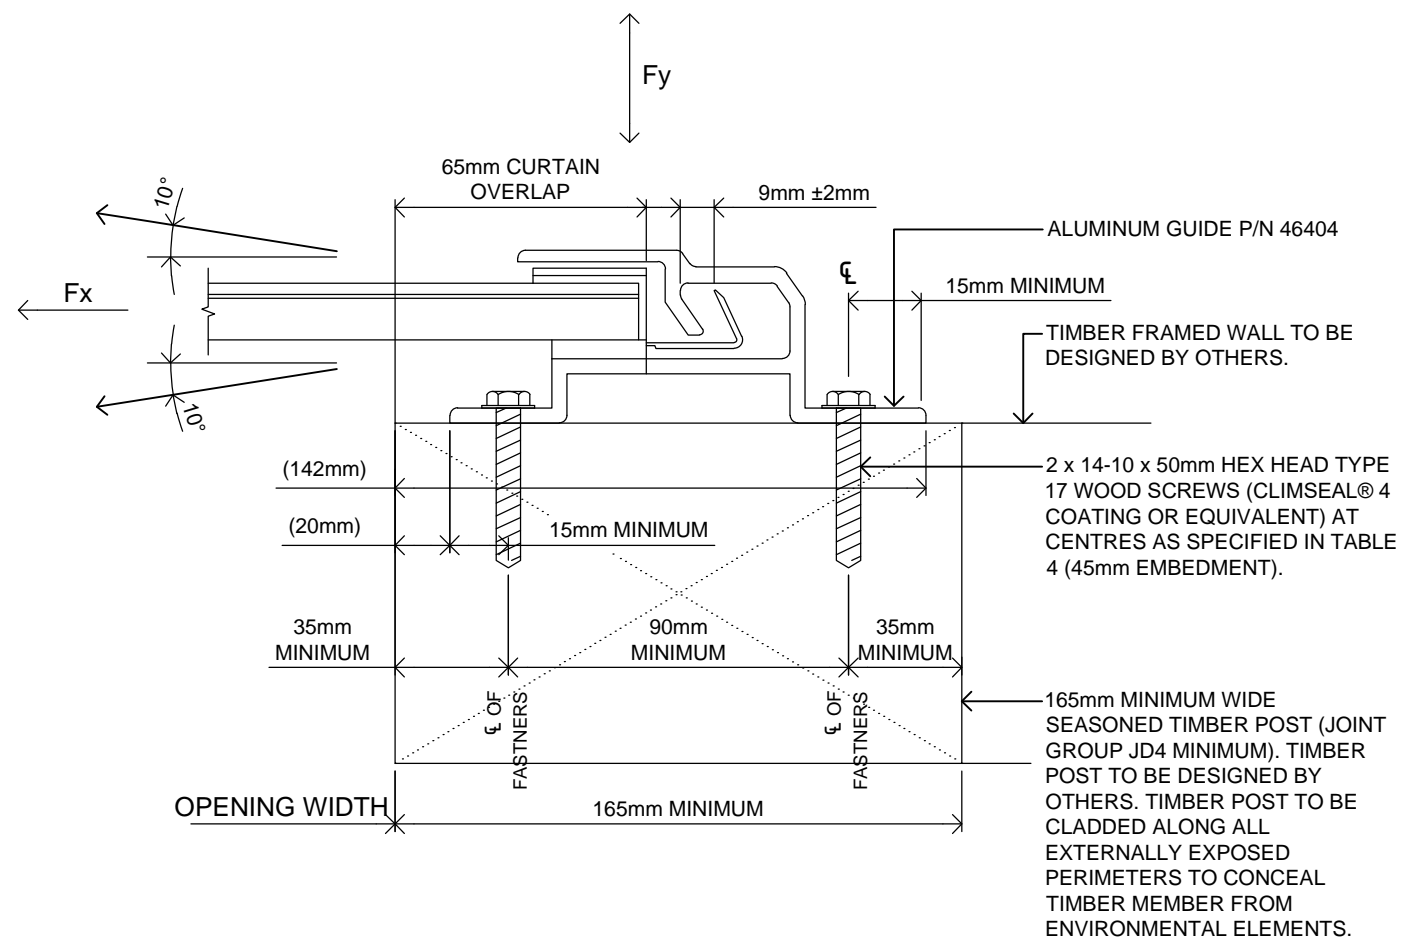 Fy
65mm CURTAIN
OVERLAP
9mm ±2mm
10°
ALUMINUM GUIDE P/N 46404
℄
15mm MINIMUM
Fx
TIMBER FRAMED WALL TO BE
DESIGNED BY OTHERS.
10°
(142mm)
2 x 14-10 x 50mm HEX HEAD TYPE
17 WOOD SCREWS (CLIMSEAL® 4
COATING OR EQUIVALENT) AT
CENTRES AS SPECIFIED IN TABLE
4 (45mm EMBEDMENT).
(20mm)
15mm MINIMUM
35mm
MINIMUM
90mm
MINIMUM
35mm
MINIMUM
℄ OF
FASTNERS
℄ OF
FASTNERS
165mm MINIMUM WIDE
SEASONED TIMBER POST (JOINT
GROUP JD4 MINIMUM). TIMBER
POST TO BE DESIGNED BY
OTHERS. TIMBER POST TO BE
CLADDED ALONG ALL
EXTERNALLY EXPOSED
PERIMETERS TO CONCEAL
TIMBER MEMBER FROM
ENVIRONMENTAL ELEMENTS.
OPENING WIDTH
165mm MINIMUM